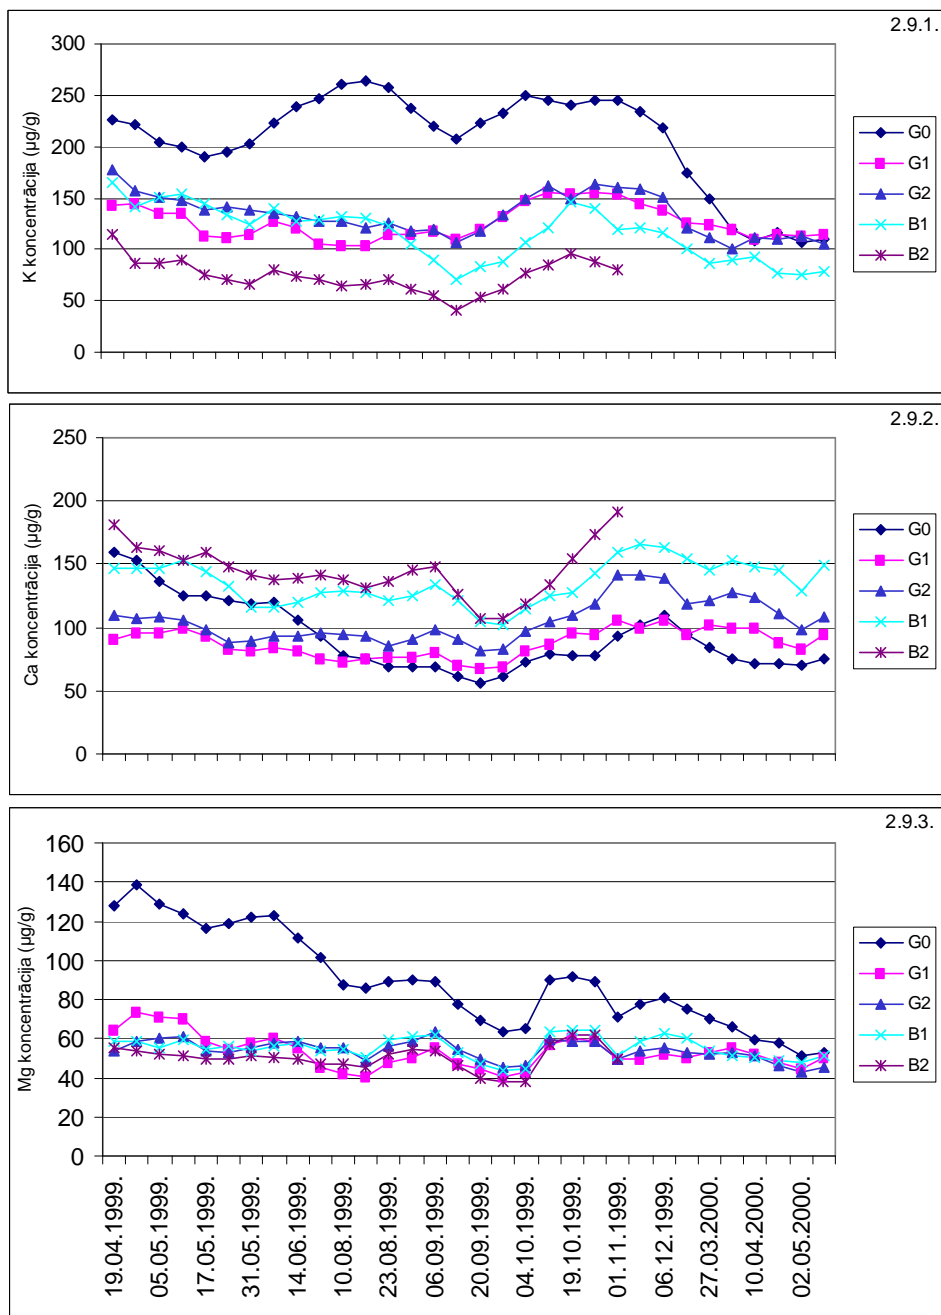 2.9.1.
K koncentrācija (µg/g)
300
250
200
150
100
50
0
G0
G1
G2
B1
B2
2.9.2.
Ca koncentrācija (µg/g)
250
200
150
100
50
0
G0
G1
G2
B1
B2
2.9.3.
Mg koncentrācija (µg/g)
160
140
120
100
80
60
40
20
0
G0
G1
G2
B1
B2
19.04.1999.
05.05.1999.
17.05.1999.
31.05.1999.
14.06.1999.
10.08.1999.
23.08.1999.
06.09.1999.
20.09.1999.
04.10.1999.
19.10.1999.
01.11.1999.
06.12.1999.
27.03.2000.
10.04.2000.
02.05.2000.